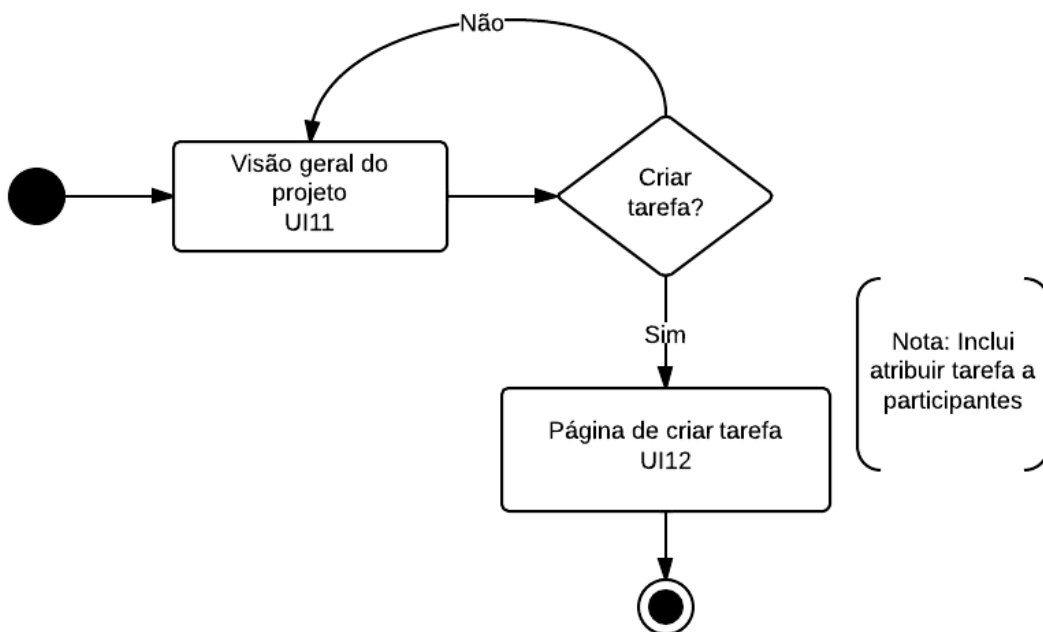 Não
Visão geral do
projeto
UI11
Criar
tarefa?
Sim
Nota: Inclui
atribuir tarefa a
participantes
Página de criar tarefa
UI12